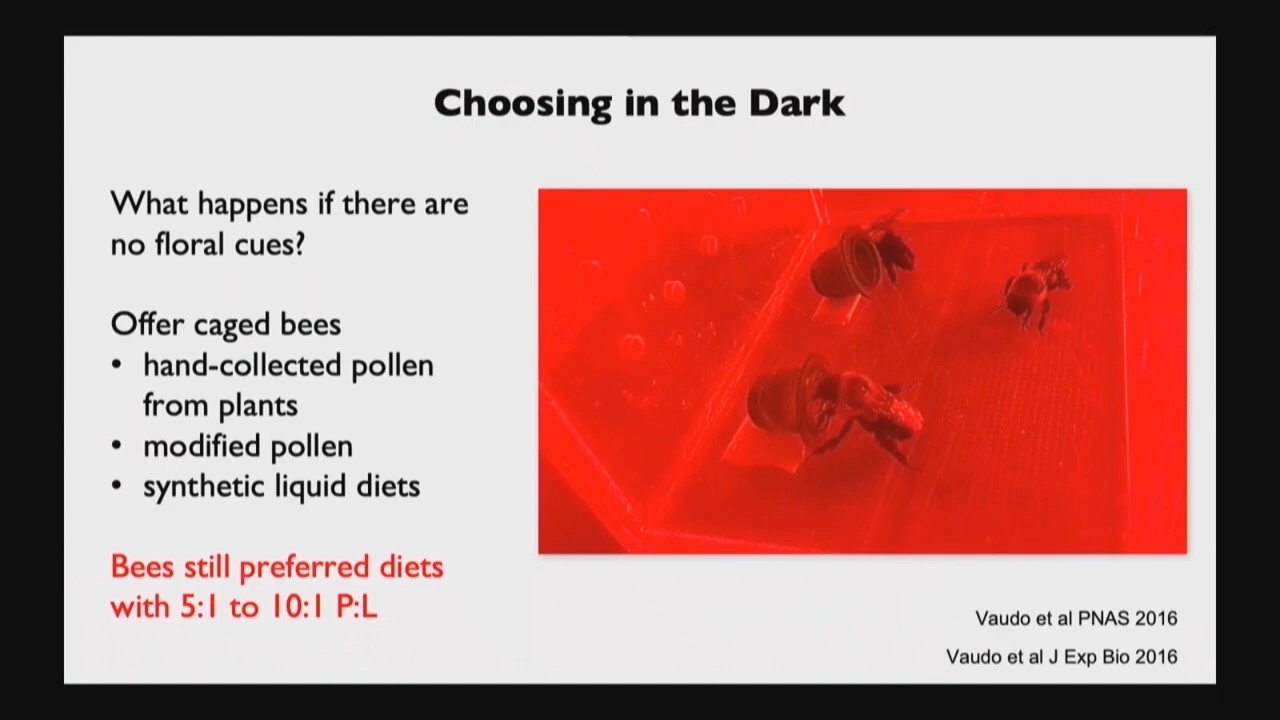 Choosing in the Dark
What happens if there are
no floral cues?
Offer caged bees
• hand-collected pollen
from plants
• modified pollen
• synthetic liquid diets
Bees still preferred diets
with 5:1 to 10:1 P:L
Vaudo et al PNAS 2016
Vaudo et al J Exp Bio 2016